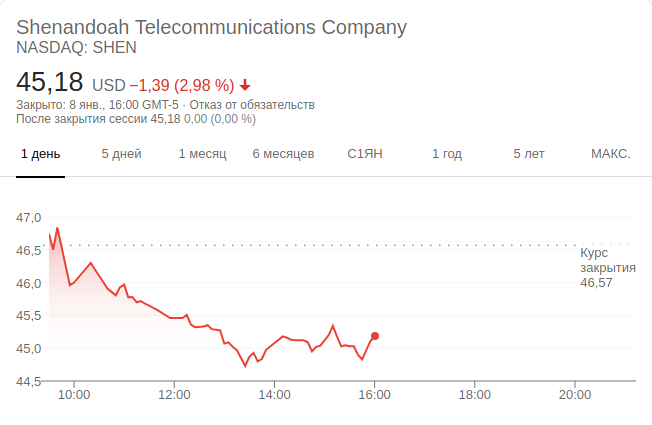 Shenandoah Telecommunications Company
NASDAQ: SHEN
45,18 USD −1,39 (2,98 %)
Закрыто: 8 янв., 16:00 GMT-5 · Отказ от обязательств
После закрытия сессии 45,18 0,00 (0,00 %)
1 день 5 дней 1 месяц 6 месяцев С1ЯН 1 год 5 лет МАКС.
47,0
46,5
Курс
закрытия
46,57
46,0
45,5
45,0
44,5
10:00 12:00 14:00 16:00 18:00 20:00